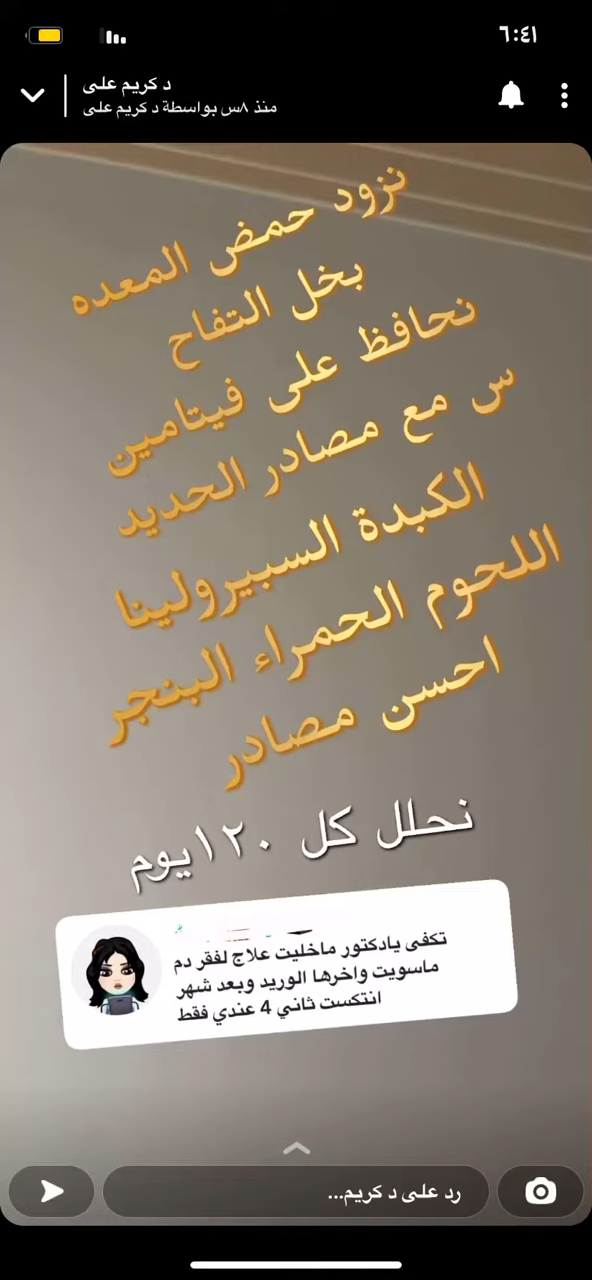 ٦:٤١
د كريم على
منذ ٨س بواسطة د كريم على
نزود حمض المعده
بخل التفاح
نحافظ على فيتامين
س مع مصادر الحديد
الكبدة السبيرولينا
اللحوم الحمراء البنجر
احسن مصادر
نحلل كل ١٢٠يوم
تكفى يادكتور ماخليت علاج لفقر دم
ماسويت واخرها الوريد وبعد شهر
انتكست ثاني 4 عندي فقط
رد على د كريم...